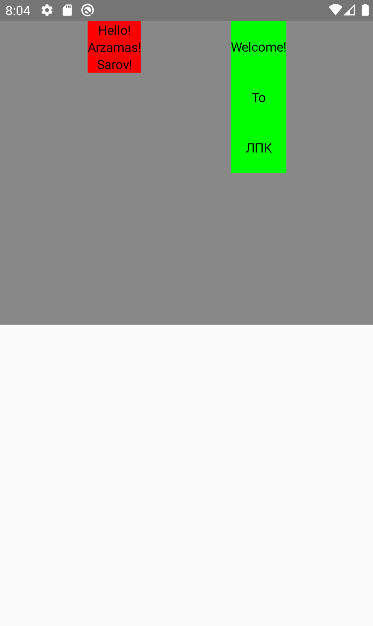 8:04
Hello!
Arzamas!
Sarov!
Welcome!
To
ЛПК